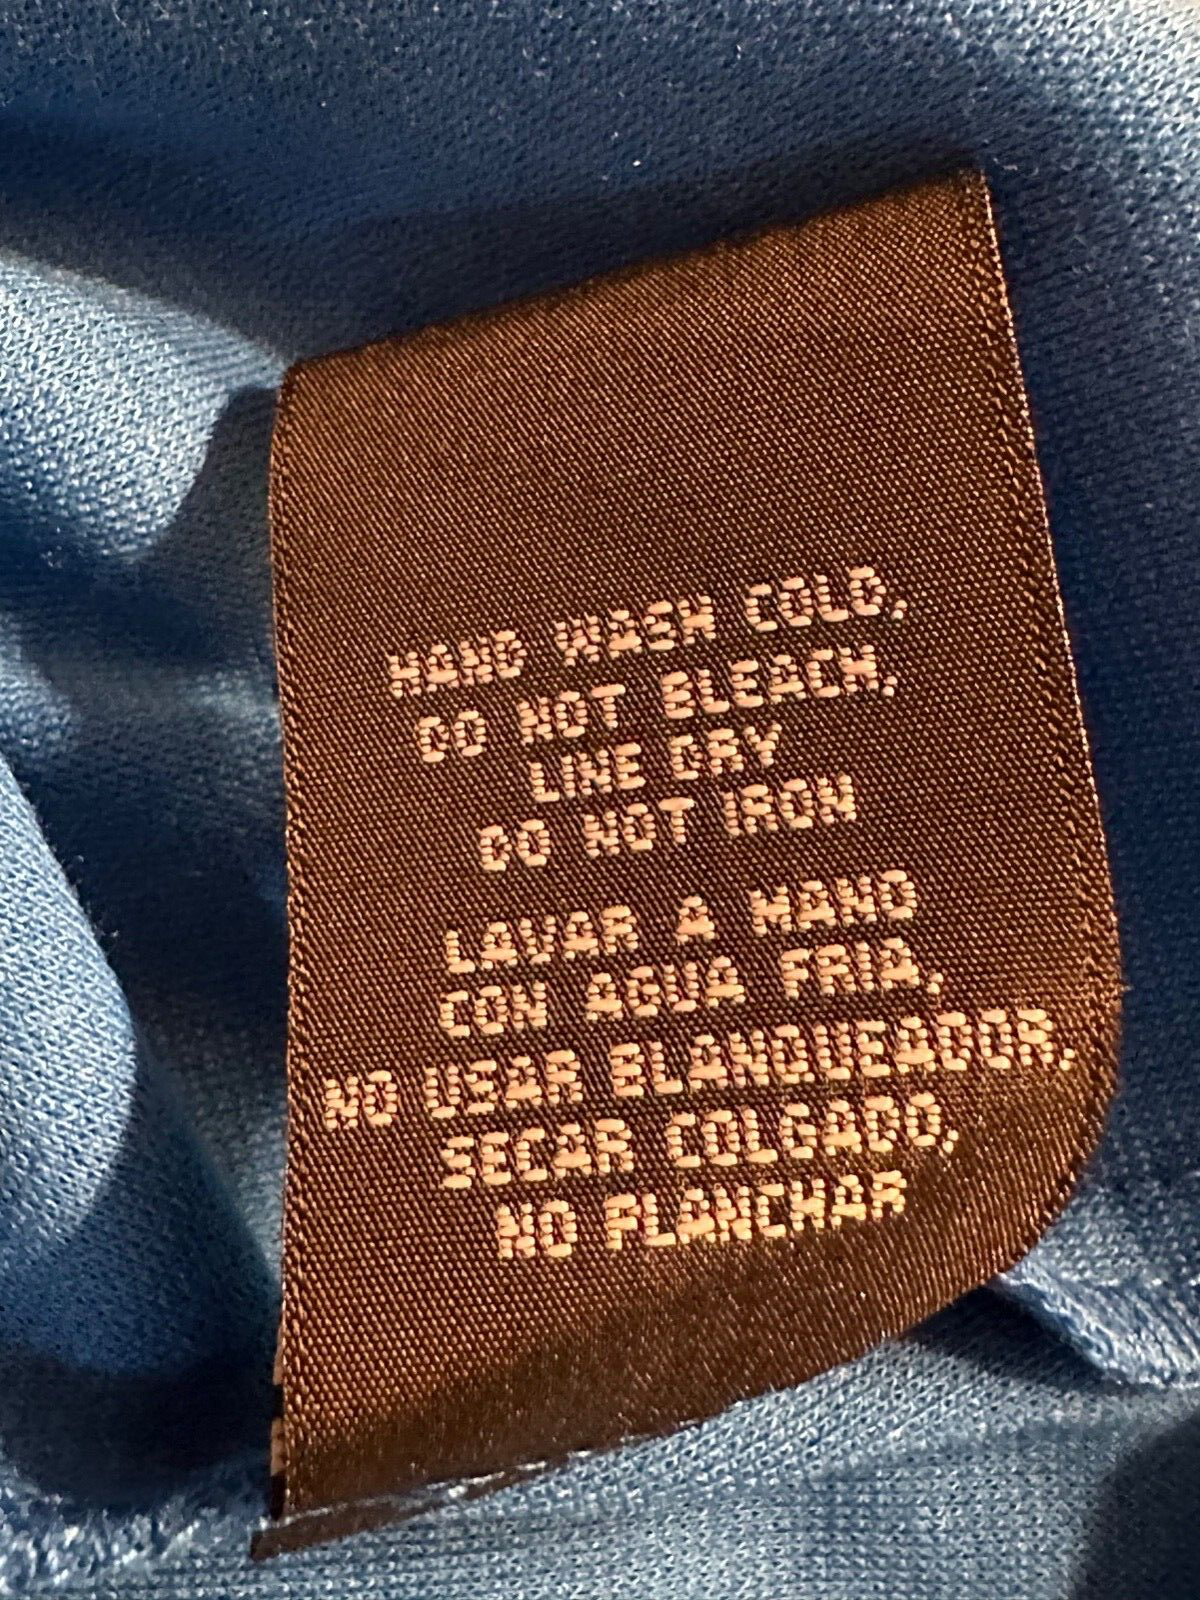 HAND WASH COLD,
DO NOT BLEACH,
LINE DRY
DO NOT IRON
LAVAR A MANO
CON AGUA FRIA,
NO USAR BLANQUEADOR,
SECAR COLGADO,
NO PLANCHAR